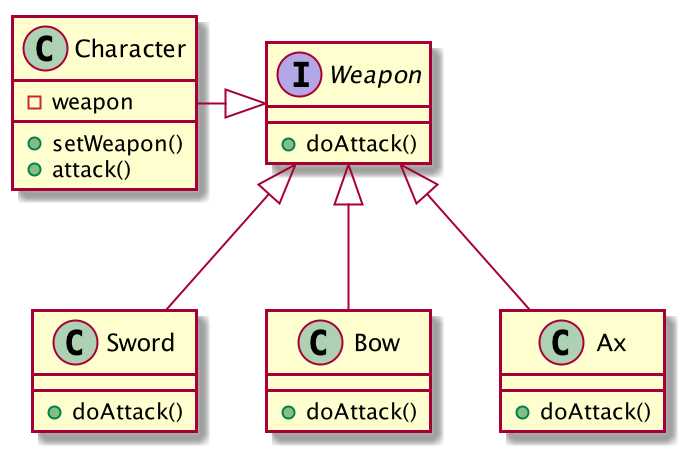 C Character
weapon
setWeapon()
attack()
I Weapon
doAttack()
C Sword
doAttack()
C Bow
doAttack()
C Ax
doAttack()